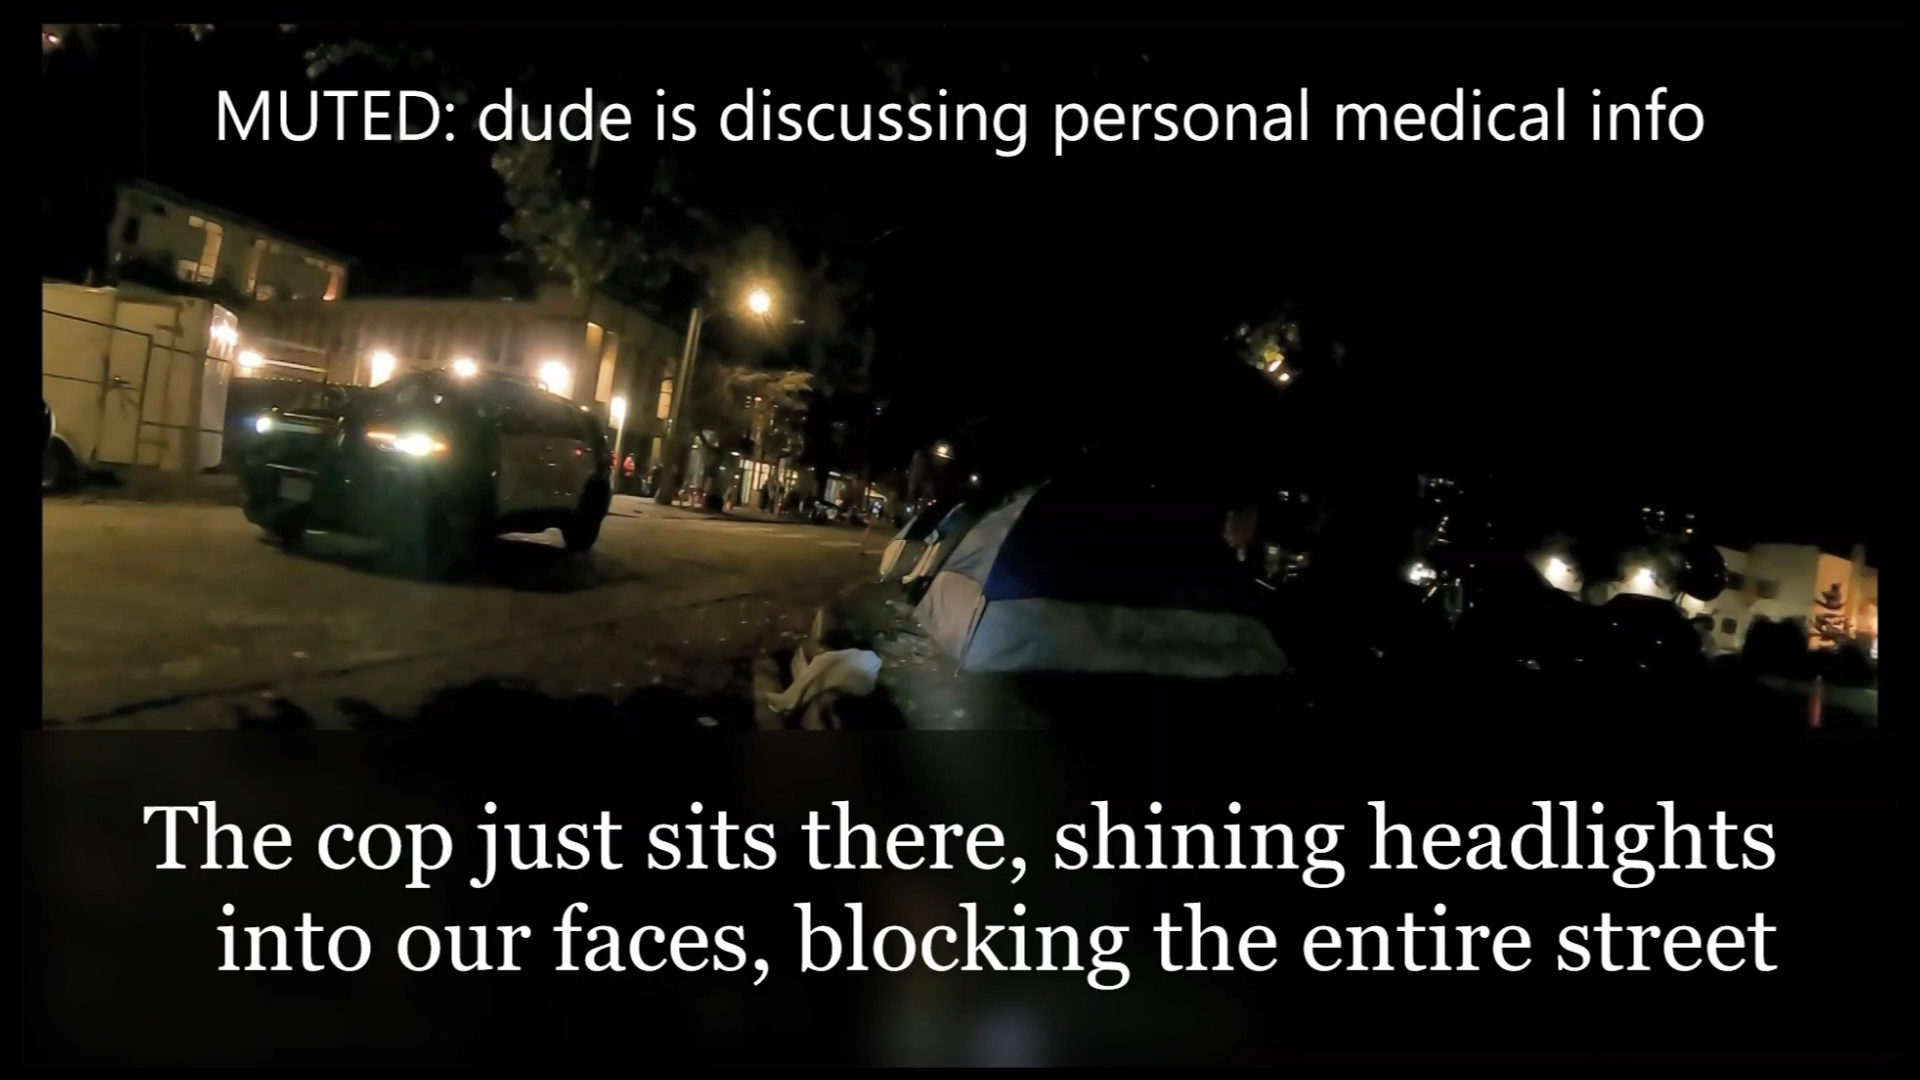 MUTED: dude is discussing personal medical info
The cop just sits there, shining headlights
into our faces, blocking the entire street